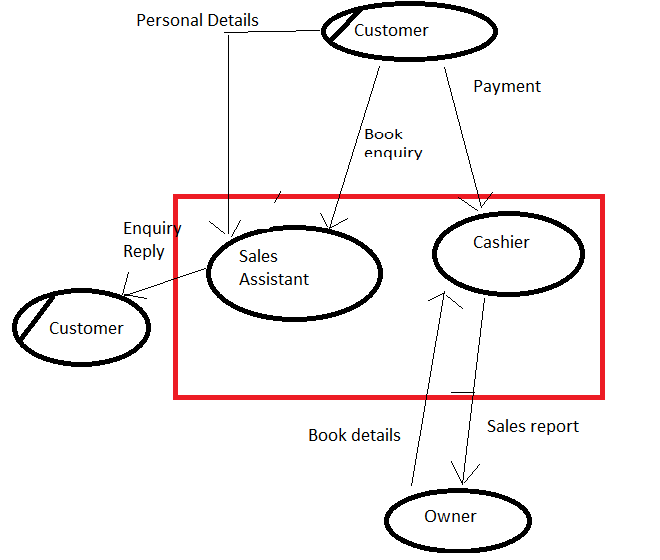 Personal Details
Customer
Payment
Book
enquiry
Enquiry
Reply
Sales
Assistant
Cashier
Customer
Book details
Sales report
Owner